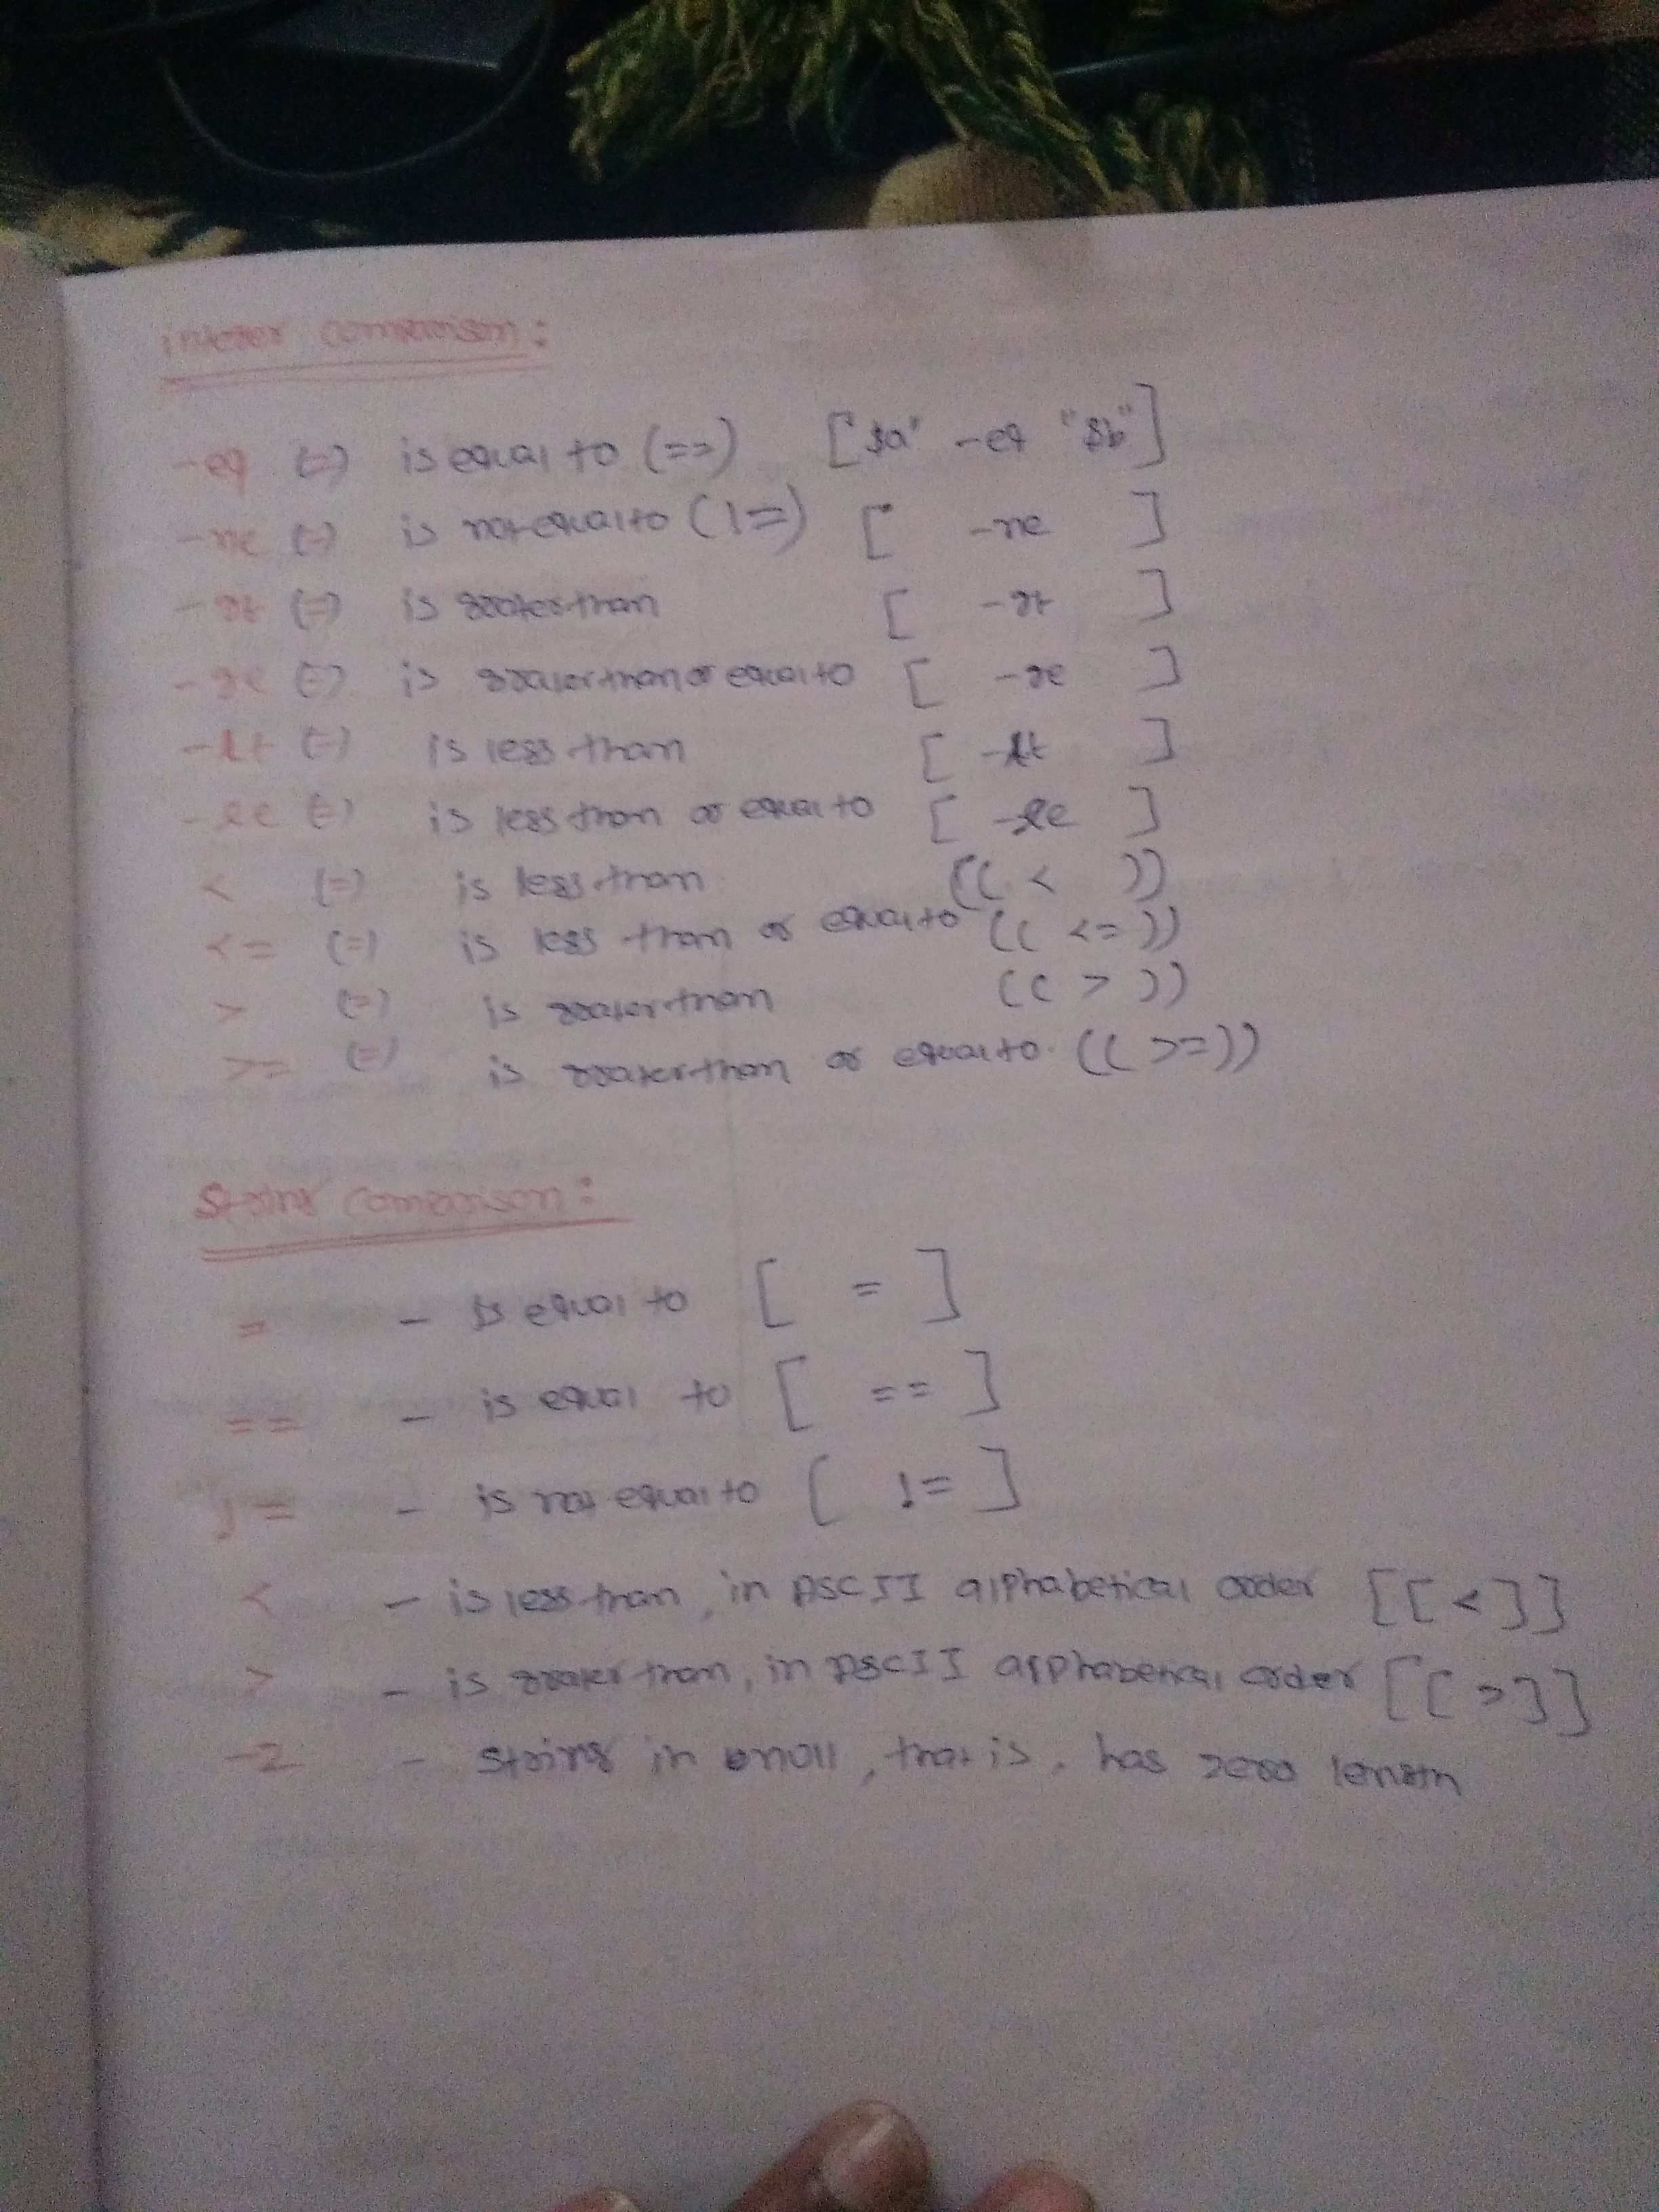 integer comparison:
-eq (=) is equal to (==) ["$a" -eq "$b"]
-ne (=) is not equal to (!=) [ -ne ]
-gt (=) is greater than [ -gt ]
-ge (=) is greater than or equal to [ -ge ]
-lt (=) is less than [ -lt ]
-le (=) is less than or equal to [ -le ]
< (=) is less than (( < ))
<= (=) is less than or equal to (( <= ))
> (=) is greater than (( > ))
>= (=) is greater than or equal to (( >= ))
String comparison:
= - is equal to [ = ]
== - is equal to [ == ]
!= - is not equal to [ != ]
< - is less than, in ASCII alphabetical order [[ < ]]
> - is greater than, in ASCII alphabetical order [[ > ]]
-z - string in null, that is, has zero length